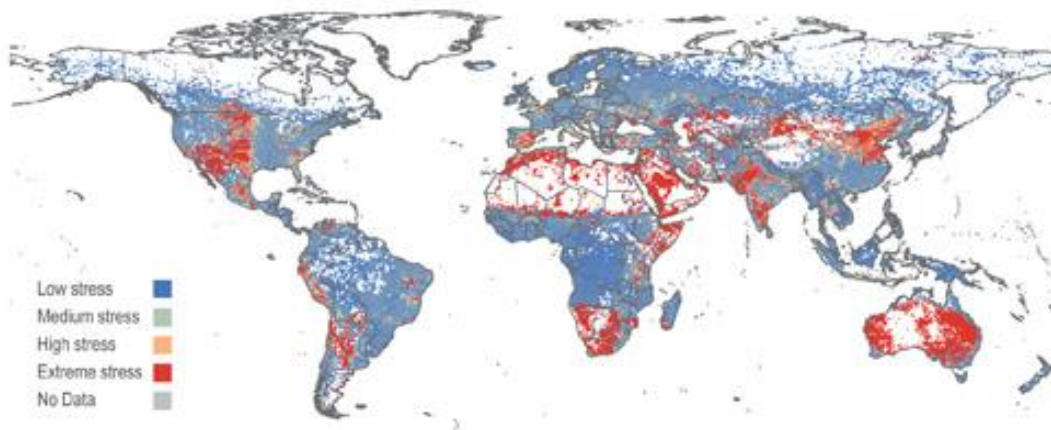 Low stress
Medium stress
High stress
Extreme stress
No Data